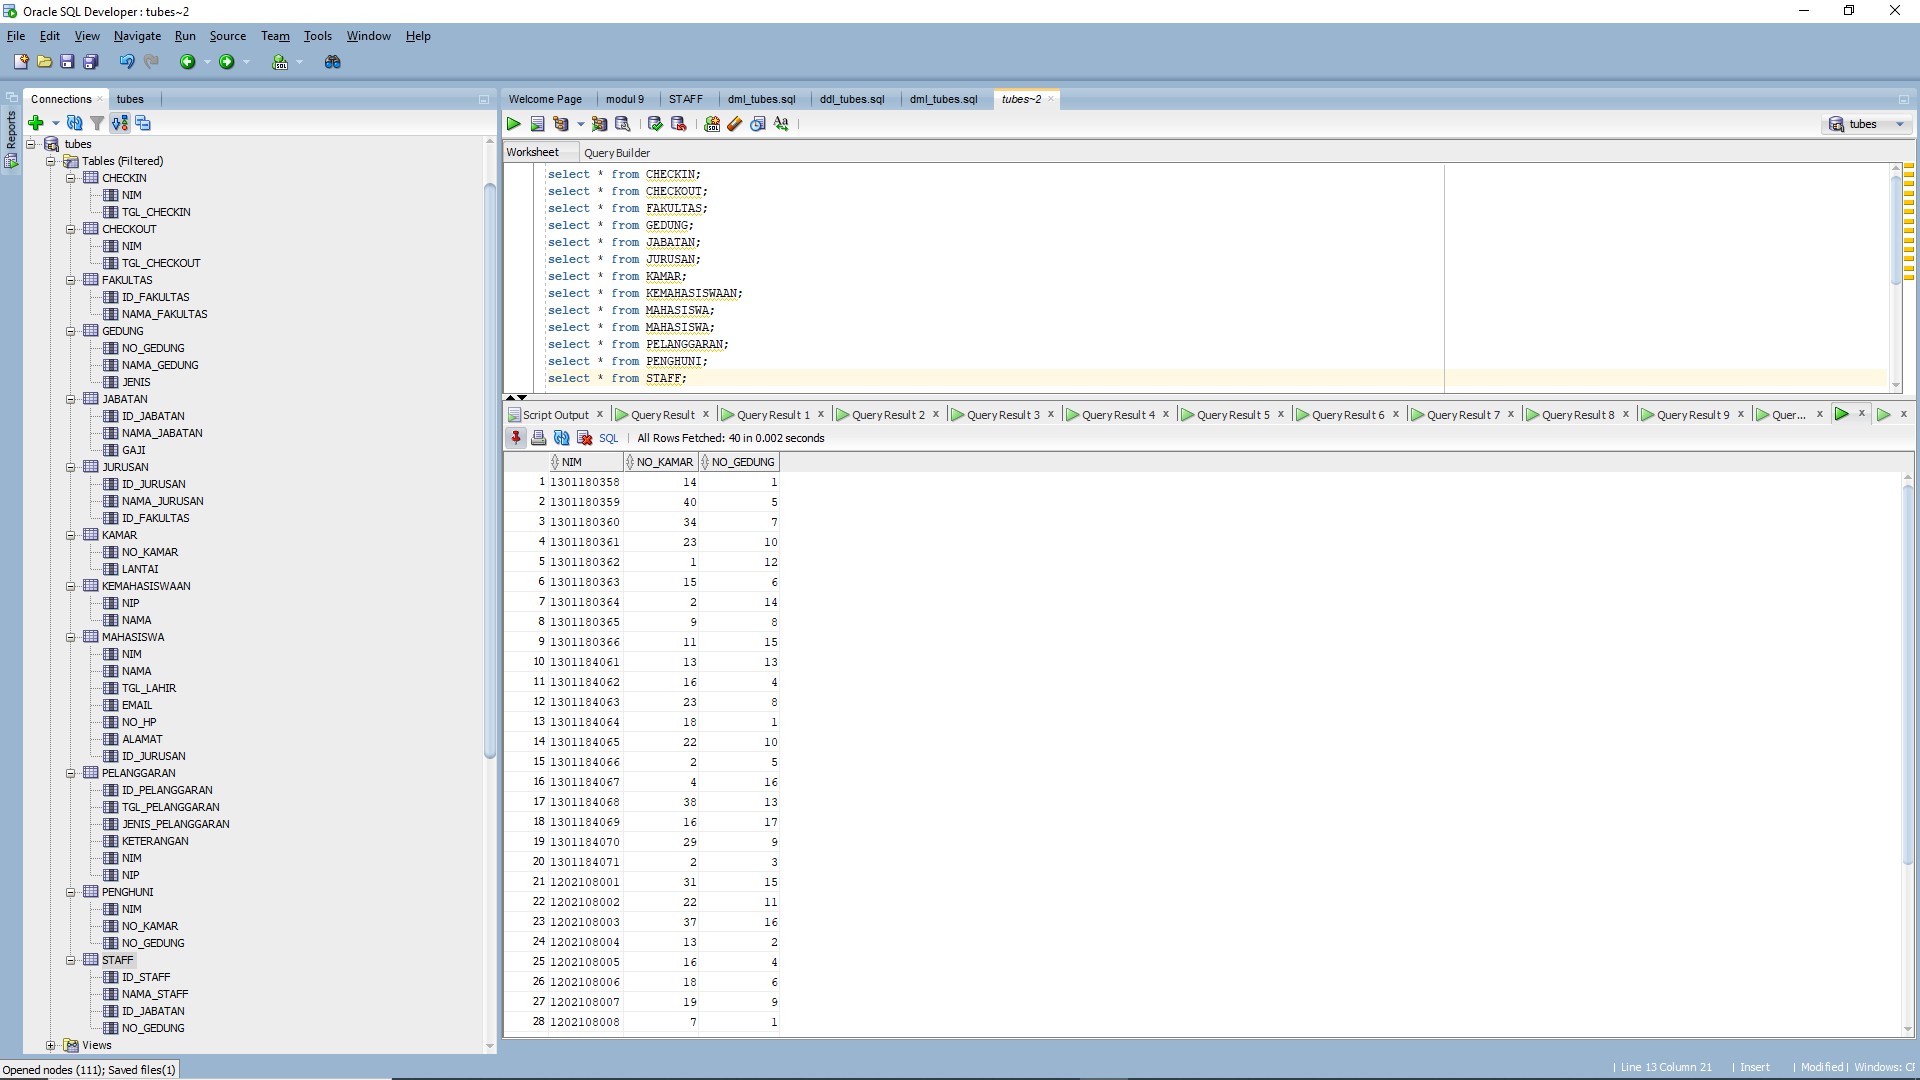 Oracle SQL Developer : tubes~2
File Edit View Navigate Run Source Team Tools Window Help
Reports
Connections tubes
tubes
Tables (Filtered)
CHECKIN
NIM
TGL_CHECKIN
CHECKOUT
NIM
TGL_CHECKOUT
FAKULTAS
ID_FAKULTAS
NAMA_FAKULTAS
GEDUNG
NO_GEDUNG
NAMA_GEDUNG
JENIS
JABATAN
ID_JABATAN
NAMA_JABATAN
GAJI
JURUSAN
ID_JURUSAN
NAMA_JURUSAN
ID_FAKULTAS
KAMAR
NO_KAMAR
LANTAI
KEMAHASISWAAN
NIP
NAMA
MAHASISWA
NIM
NAMA
TGL_LAHIR
EMAIL
NO_HP
ALAMAT
ID_JURUSAN
PELANGGARAN
ID_PELANGGARAN
TGL_PELANGGARAN
JENIS_PELANGGARAN
KETERANGAN
NIM
NIP
PENGHUNI
NIM
NO_KAMAR
NO_GEDUNG
STAFF
ID_STAFF
NAMA_STAFF
ID_JABATAN
NO_GEDUNG
Views
Welcome Page modul 9 STAFF dml_tubes.sql ddl_tubes.sql dml_tubes.sql tubes~2
tubes
Worksheet Query Builder
select * from CHECKIN;
select * from CHECKOUT;
select * from FAKULTAS;
select * from GEDUNG;
select * from JABATAN;
select * from JURUSAN;
select * from KAMAR;
select * from KEMAHASISWAAN;
select * from MAHASISWA;
select * from MAHASISWA;
select * from PELANGGARAN;
select * from PENGHUNI;
select * from STAFF;
Script Output Query Result Query Result 1 Query Result 2 Query Result 3 Query Result 4 Query Result 5 Query Result 6 Query Result 7 Query Result 8 Query Result 9 Quer...
SQL | All Rows Fetched: 40 in 0.002 seconds
NIM NO_KAMAR NO_GEDUNG
1 1301180358 14 1
2 1301180359 40 5
3 1301180360 34 7
4 1301180361 23 10
5 1301180362 1 12
6 1301180363 15 6
7 1301180364 2 14
8 1301180365 9 8
9 1301180366 11 15
10 1301184061 13 13
11 1301184062 16 4
12 1301184063 23 8
13 1301184064 18 1
14 1301184065 22 10
15 1301184066 2 5
16 1301184067 4 16
17 1301184068 38 13
18 1301184069 16 17
19 1301184070 29 9
20 1301184071 2 3
21 1202108001 31 15
22 1202108002 22 11
23 1202108003 37 16
24 1202108004 13 2
25 1202108005 16 4
26 1202108006 18 6
27 1202108007 19 9
28 1202108008 7 1
Opened nodes (111); Saved files(1)
| Line 13 Column 21 | Insert | Modified | Windows: CF